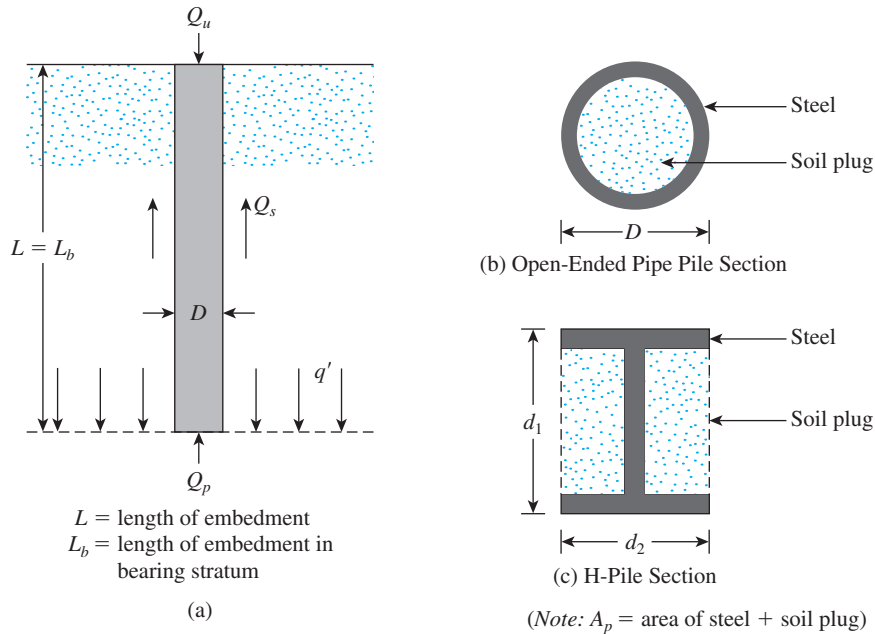 Q_u
Q_s
L = L_b
D
q′
Q_p
L = length of embedment
L_b = length of embedment in
bearing stratum
(a)
Steel
Soil plug
D
(b) Open-Ended Pipe Pile Section
Steel
Soil plug
d_1
d_2
(c) H-Pile Section
(Note: A_p = area of steel + soil plug)